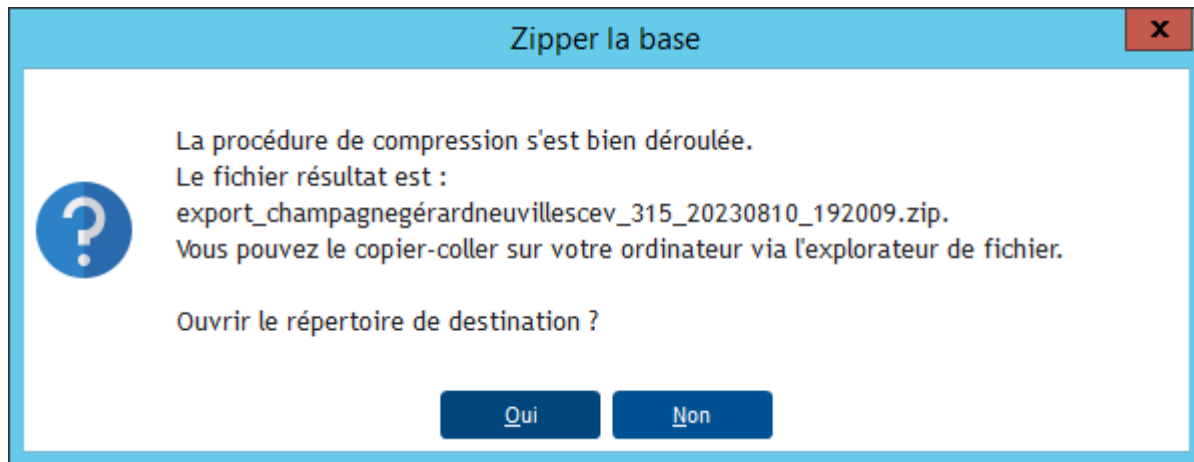 Zipper la base
x
La procédure de compression s'est bien déroulée.
Le fichier résultat est :
export_champagnegérardneuvillescev_315_20230810_192009.zip.
Vous pouvez le copier-coller sur votre ordinateur via l'explorateur de fichier.
Ouvrir le répertoire de destination ?
?
Oui
Non